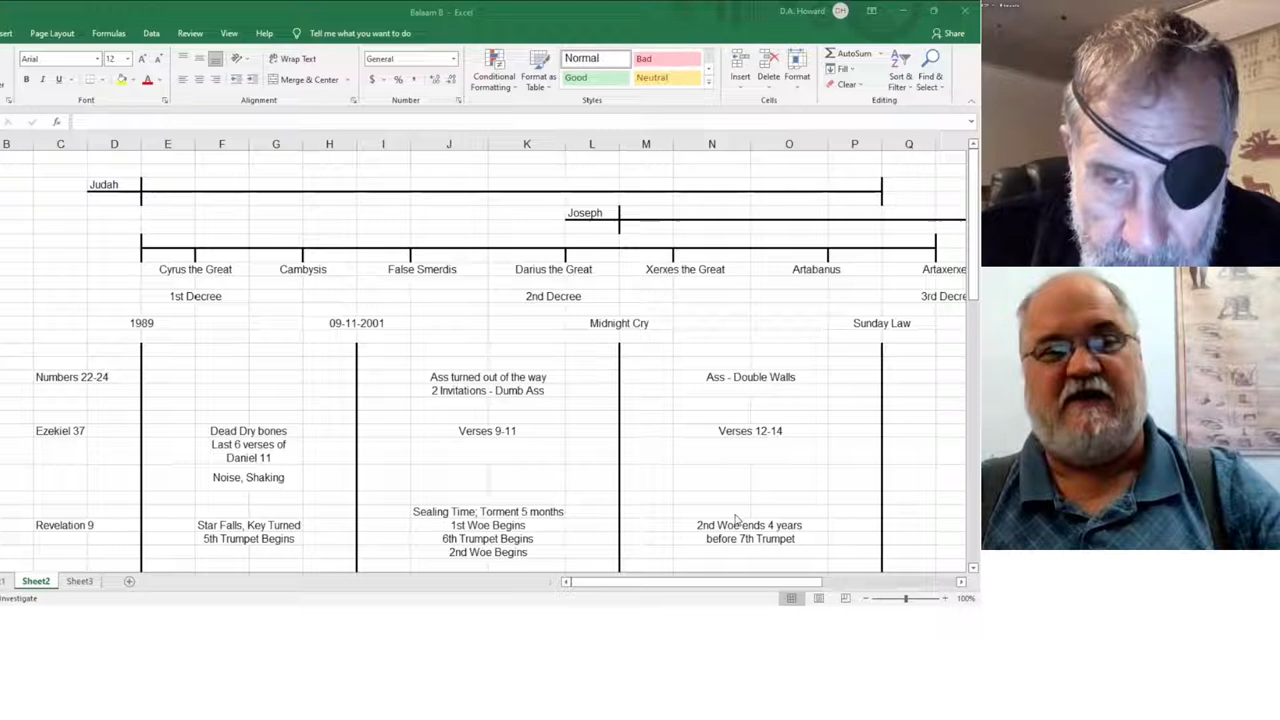 Balaam B - Excel
D.A. Howard DH
sert Page Layout Formulas Data Review View Help Tell me what you want to do Share
Arial 12 A A Wrap Text General Normal Bad AutoSum
B I U A Merge & Center $ % Conditional Formatting Format as Table Good Neutral Insert Delete Format Fill Clear Sort & Filter Find & Select
Font Alignment Number Styles Cells Editing
fx
B C D E F G H I J K L M N O P Q
Judah
Joseph
Cyrus the Great Cambysis False Smerdis Darius the Great Xerxes the Great Artabanus Artaxerxe
1st Decree 2nd Decree 3rd Decre
1989 09-11-2001 Midnight Cry Sunday Law
Numbers 22-24 Ass turned out of the way Ass - Double Walls
2 Invitations - Dumb Ass
Ezekiel 37 Dead Dry bones Verses 9-11 Verses 12-14
Last 6 verses of
Daniel 11
Noise, Shaking
Sealing Time; Torment 5 months
Revelation 9 Star Falls, Key Turned 1st Woe Begins 2nd Woe ends 4 years
5th Trumpet Begins 6th Trumpet Begins before 7th Trumpet
2nd Woe Begins
1 Sheet2 Sheet3
nvestigate 100%